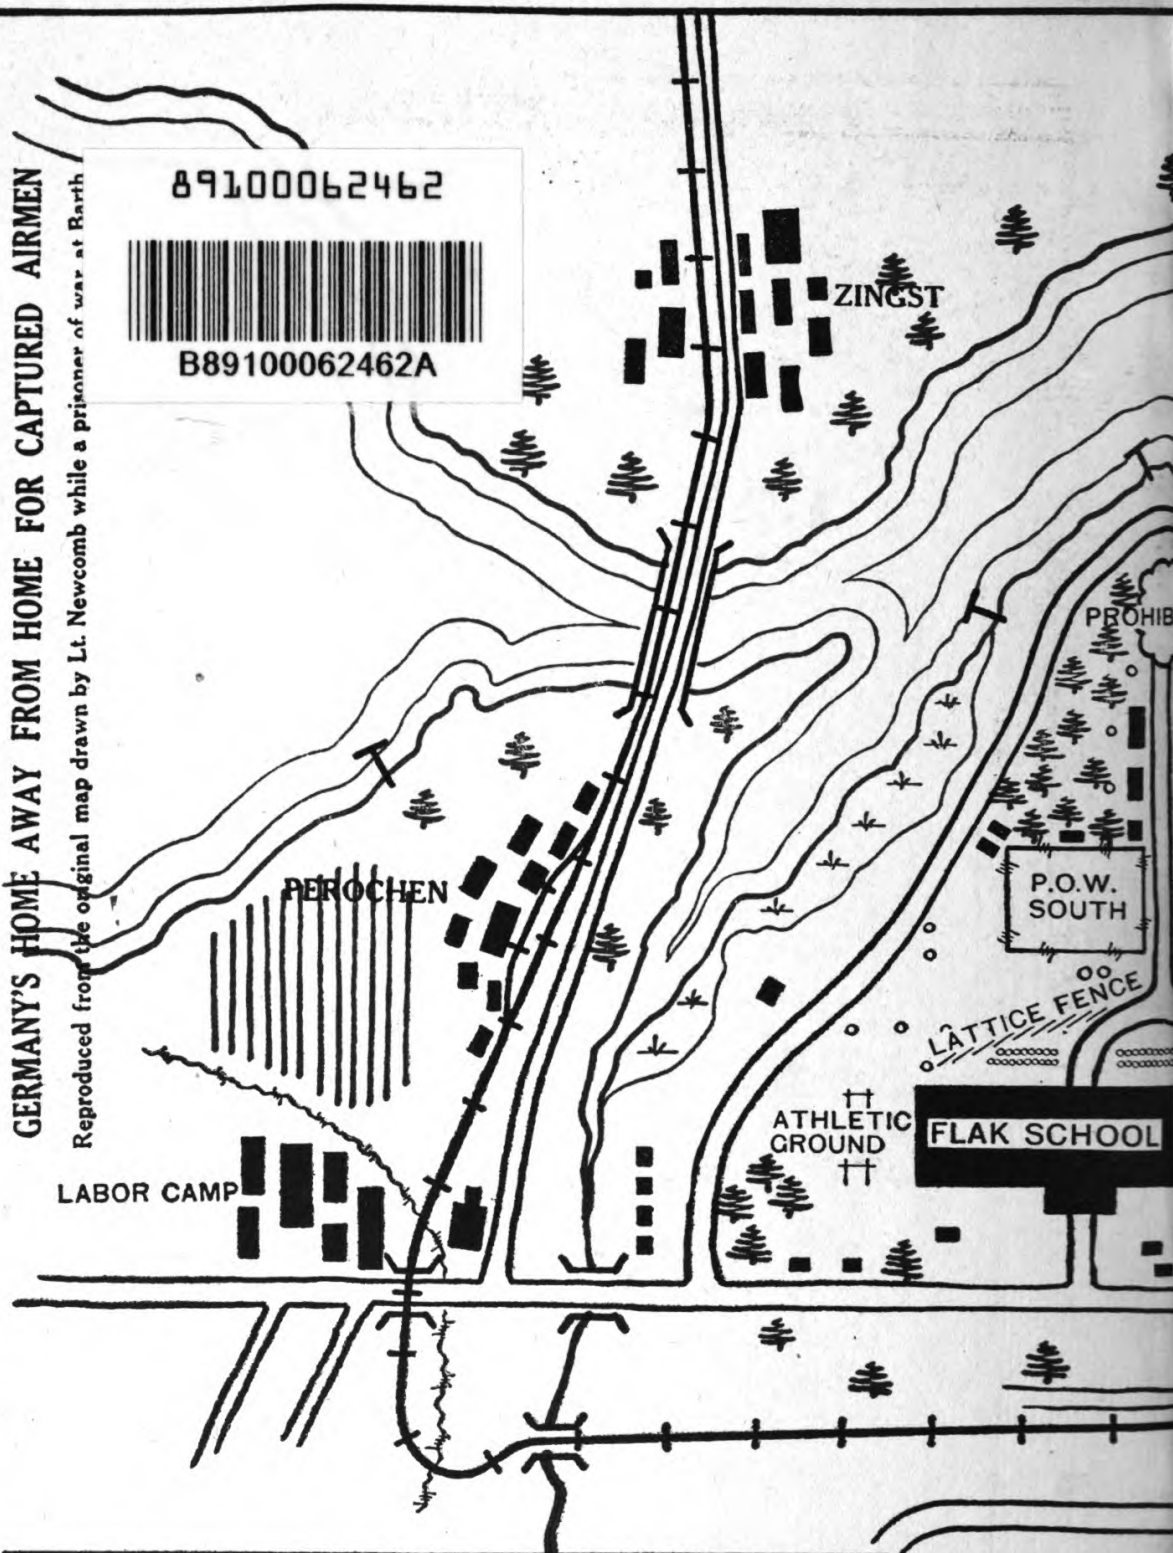 GERMANY'S HOME AWAY FROM HOME FOR CAPTURED AIRMEN
Reproduced from the original map drawn by Lt. Newcomb while a prisoner of war at Barth
89100062462
B89100062462A
ZINGST
PROHIB
PEROCHEN
P.O.W.
SOUTH
LATTICE FENCE
ATHLETIC
GROUND
FLAK SCHOOL
LABOR CAMP